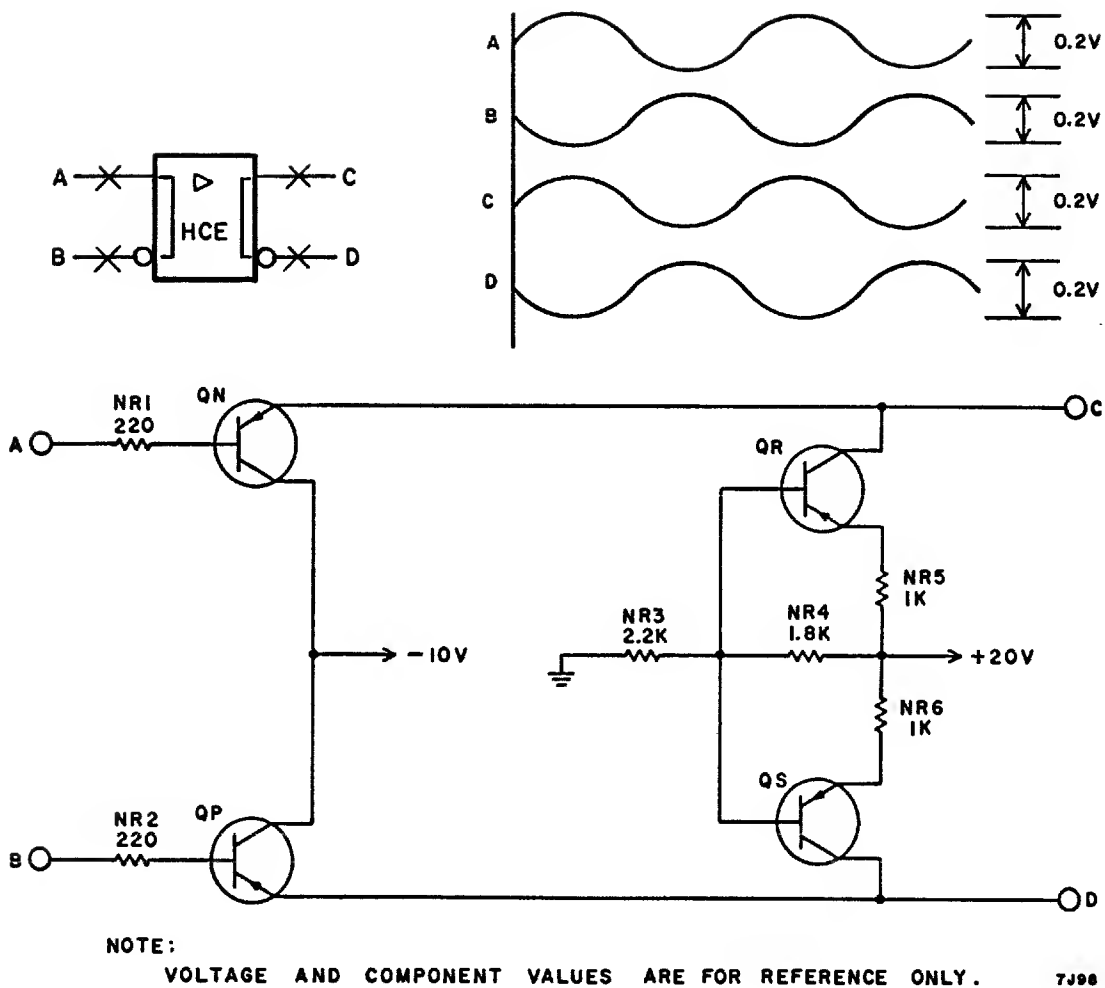 A
0.2V
B
0.2V
C
0.2V
D
0.2V
A
C
HCE
B
D
QN
NR1
220
A
C
QR
NR5
1K
NR3
2.2K
NR4
1.8K
-10V
+20V
NR6
1K
QS
NR2
220
QP
B
D
NOTE:
VOLTAGE AND COMPONENT VALUES ARE FOR REFERENCE ONLY.
7J98